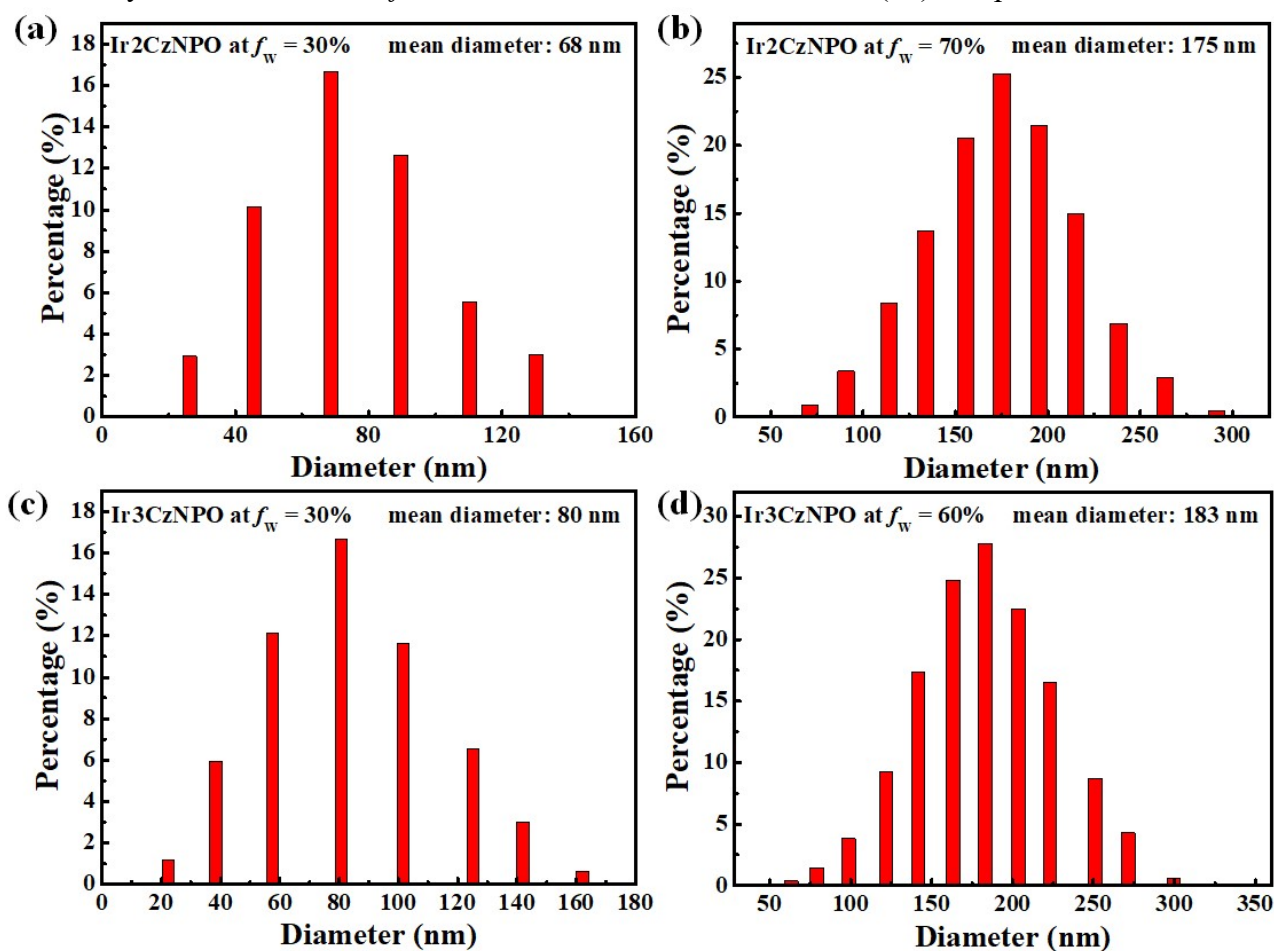 (a)
Ir2CzNPO at fw = 30% mean diameter: 68 nm
Percentage (%)
18
16
14
12
10
8
6
4
2
0
0 40 80 120 160
Diameter (nm)
(b)
Ir2CzNPO at fw = 70% mean diameter: 175 nm
Percentage (%)
25
20
15
10
5
0
50 100 150 200 250 300
Diameter (nm)
(c)
Ir3CzNPO at fw = 30% mean diameter: 80 nm
Percentage (%)
18
16
14
12
10
8
6
4
2
0
0 20 40 60 80 100 120 140 160 180
Diameter (nm)
(d)
Ir3CzNPO at fw = 60% mean diameter: 183 nm
Percentage (%)
30
25
20
15
10
5
0
50 100 150 200 250 300 350
Diameter (nm)